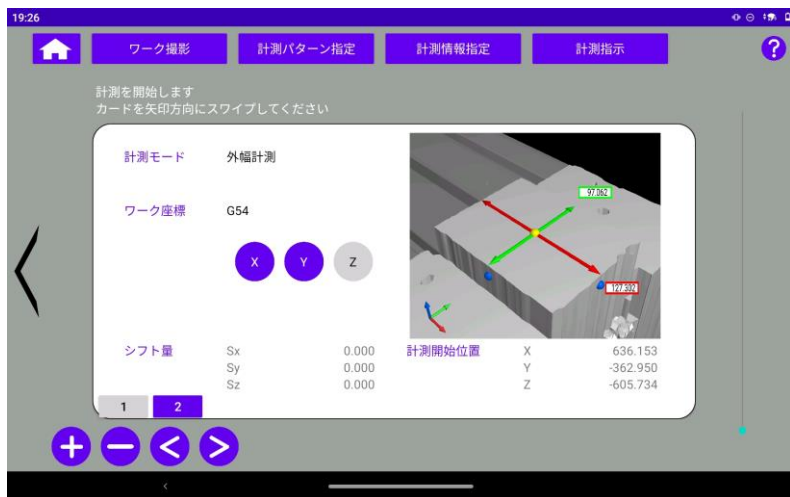 19:26
ワーク撮影
計測パターン指定
計測情報指定
計測指示
?
計測を開始します
カードを矢印方向にスワイプしてください
計測モード 外幅計測
ワーク座標 G54
X Y Z
97.062
127.302
シフト量 Sx 0.000
Sy 0.000
Sz 0.000
計測開始位置 X 636.153
Y -362.950
Z -605.734
1 2